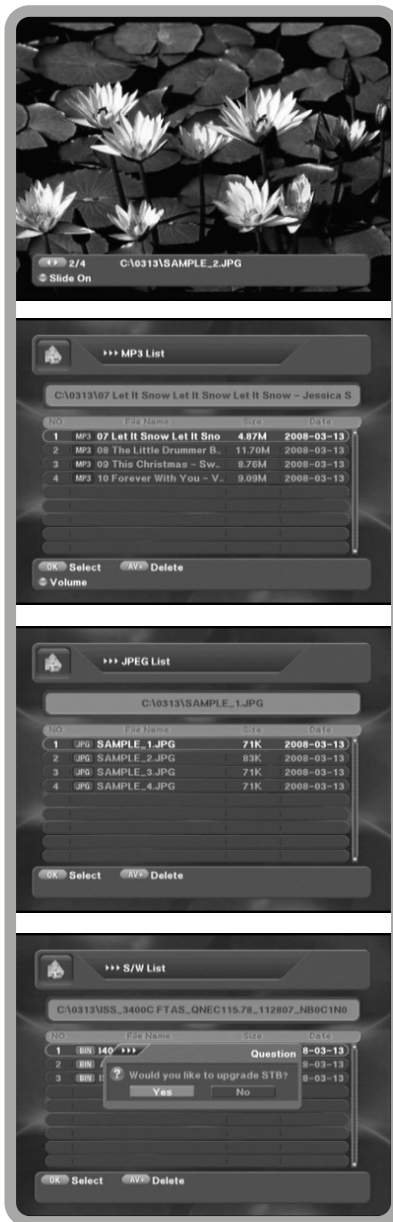 2/4 C:\0313\SAMPLE_2.JPG
Slide On
››› MP3 List
C:\0313\07 Let It Snow Let It Snow Let It Snow – Jessica S
NO File Name Size Date
1 MP3 07 Let It Snow Let It Sno 4.87M 2008-03-13
2 MP3 08 The Little Drummer B.. 11.70M 2008-03-13
3 MP3 09 This Christmas – Sw.. 8.76M 2008-03-13
4 MP3 10 Forever With You – V.. 9.09M 2008-03-13
OK Select AV+ Delete
Volume
››› JPEG List
C:\0313\SAMPLE_1.JPG
NO File Name Size Date
1 JPG SAMPLE_1.JPG 71K 2008-03-13
2 JPG SAMPLE_2.JPG 83K 2008-03-13
3 JPG SAMPLE_3.JPG 71K 2008-03-13
4 JPG SAMPLE_4.JPG 71K 2008-03-13
OK Select AV+ Delete
››› S/W List
C:\0313\ISS_3400C FTAS_QNEC115.78_112807_NB0C1N0
NO File Name Size Date
1 BIN 140 8-03-13
2 BIN 8-03-13
3 BIN 8-03-13
››› Question
? Would you like to upgrade STB?
Yes No
OK Select AV+ Delete